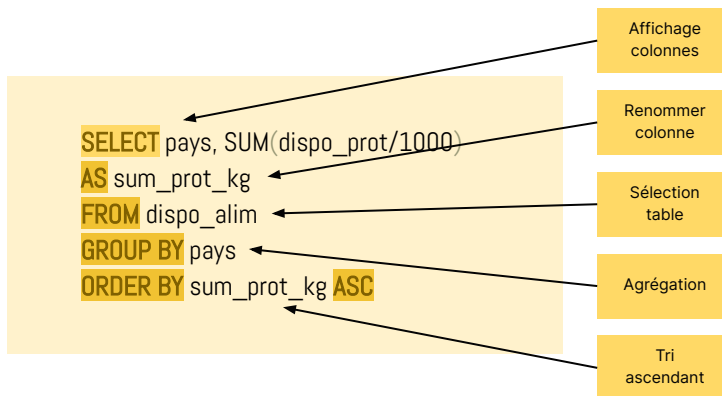 SELECT pays, SUM(dispo_prot/1000)
AS sum_prot_kg
FROM dispo_alim
GROUP BY pays
ORDER BY sum_prot_kg ASC
Affichage
colonnes
Renommer
colonne
Sélection
table
Agrégation
Tri
ascendant